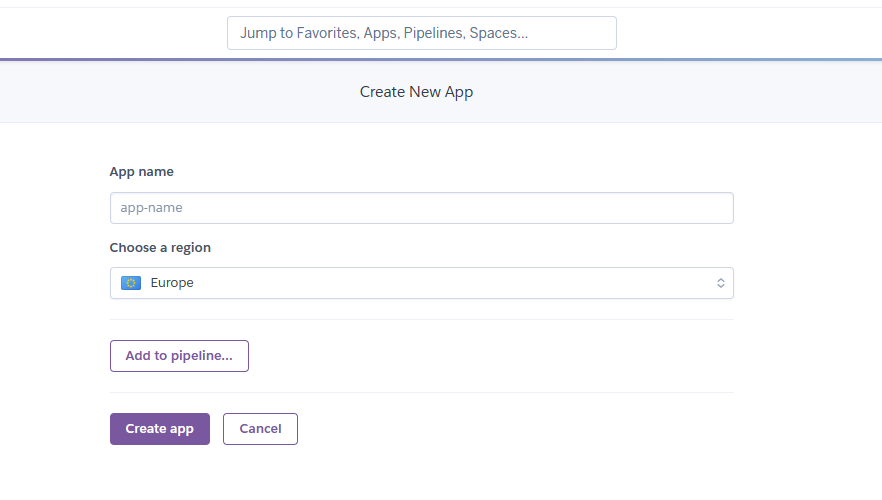 Jump to Favorites, Apps, Pipelines, Spaces...
Create New App
App name
app-name
Choose a region
Europe
Add to pipeline...
Create app
Cancel